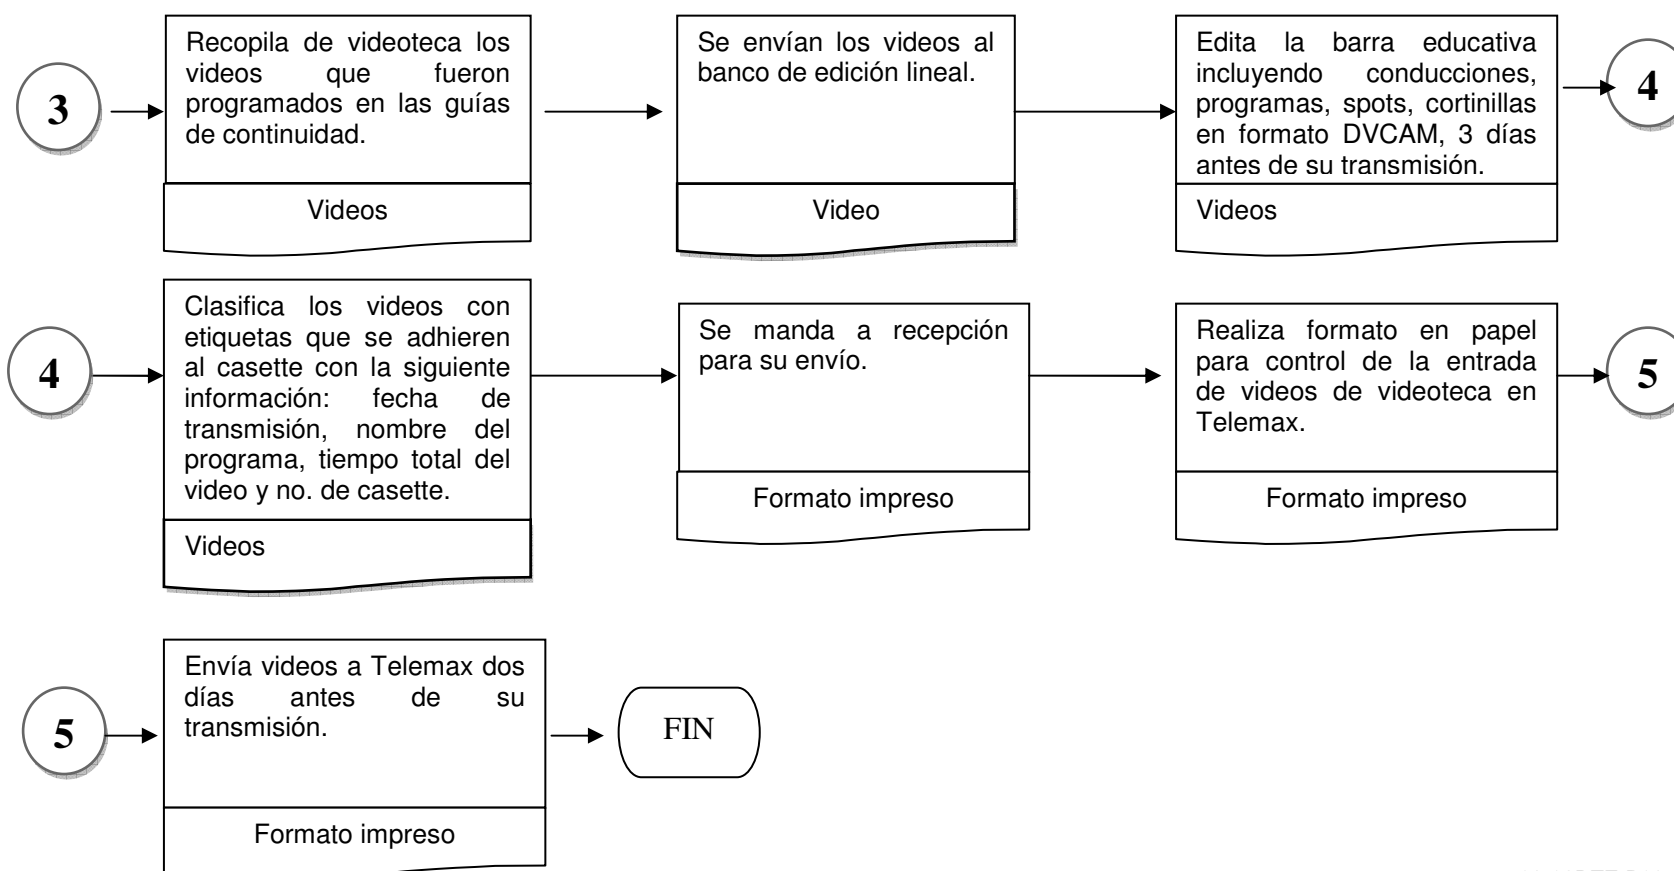 3
Recopila de videoteca los
videos que fueron
programados en las guías
de continuidad.
Videos
Se envían los videos al
banco de edición lineal.
Video
Edita la barra educativa
incluyendo conducciones,
programas, spots, cortinillas
en formato DVCAM, 3 días
antes de su transmisión.
Videos
4
4
Clasifica los videos con
etiquetas que se adhieren
al casette con la siguiente
información: fecha de
transmisión, nombre del
programa, tiempo total del
video y no. de casette.
Videos
Se manda a recepción
para su envío.
Formato impreso
Realiza formato en papel
para control de la entrada
de videos de videoteca en
Telemax.
Formato impreso
5
5
Envía videos a Telemax dos
días antes de su
transmisión.
Formato impreso
FIN